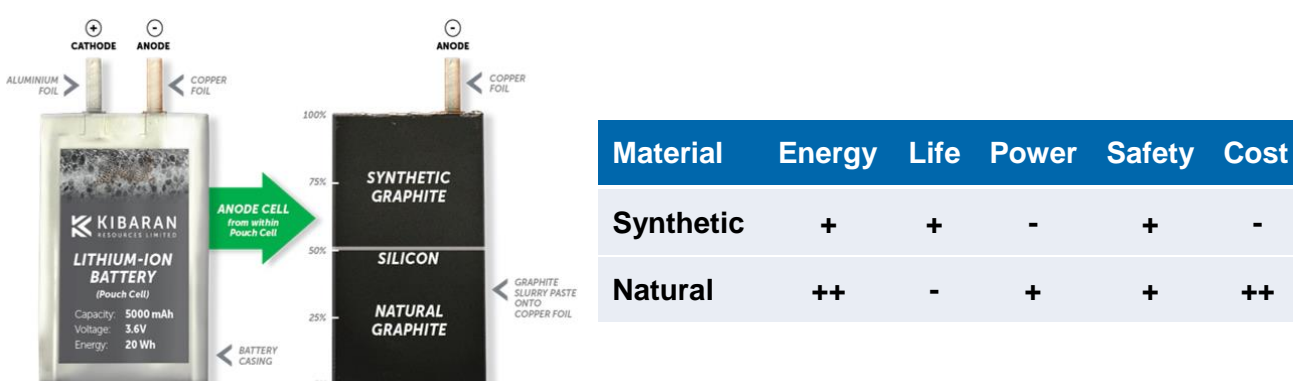 +
CATHODE
-
ANODE
ALUMINIUM
FOIL
COPPER
FOIL
KIBARAN
RESOURCES LIMITED
LITHIUM-ION
BATTERY
(Pouch Cell)
Capacity: 5000 mAh
Voltage: 3.6V
Energy: 20 Wh
BATTERY
CASING
ANODE CELL
from within
Pouch Cell
-
ANODE
COPPER
FOIL
100%
75%
50%
25%
SYNTHETIC
GRAPHITE
SILICON
NATURAL
GRAPHITE
GRAPHITE
SLURRY PASTE
ONTO
COPPER FOIL
Material Energy Life Power Safety Cost
Synthetic + + - + -
Natural ++ - + + ++